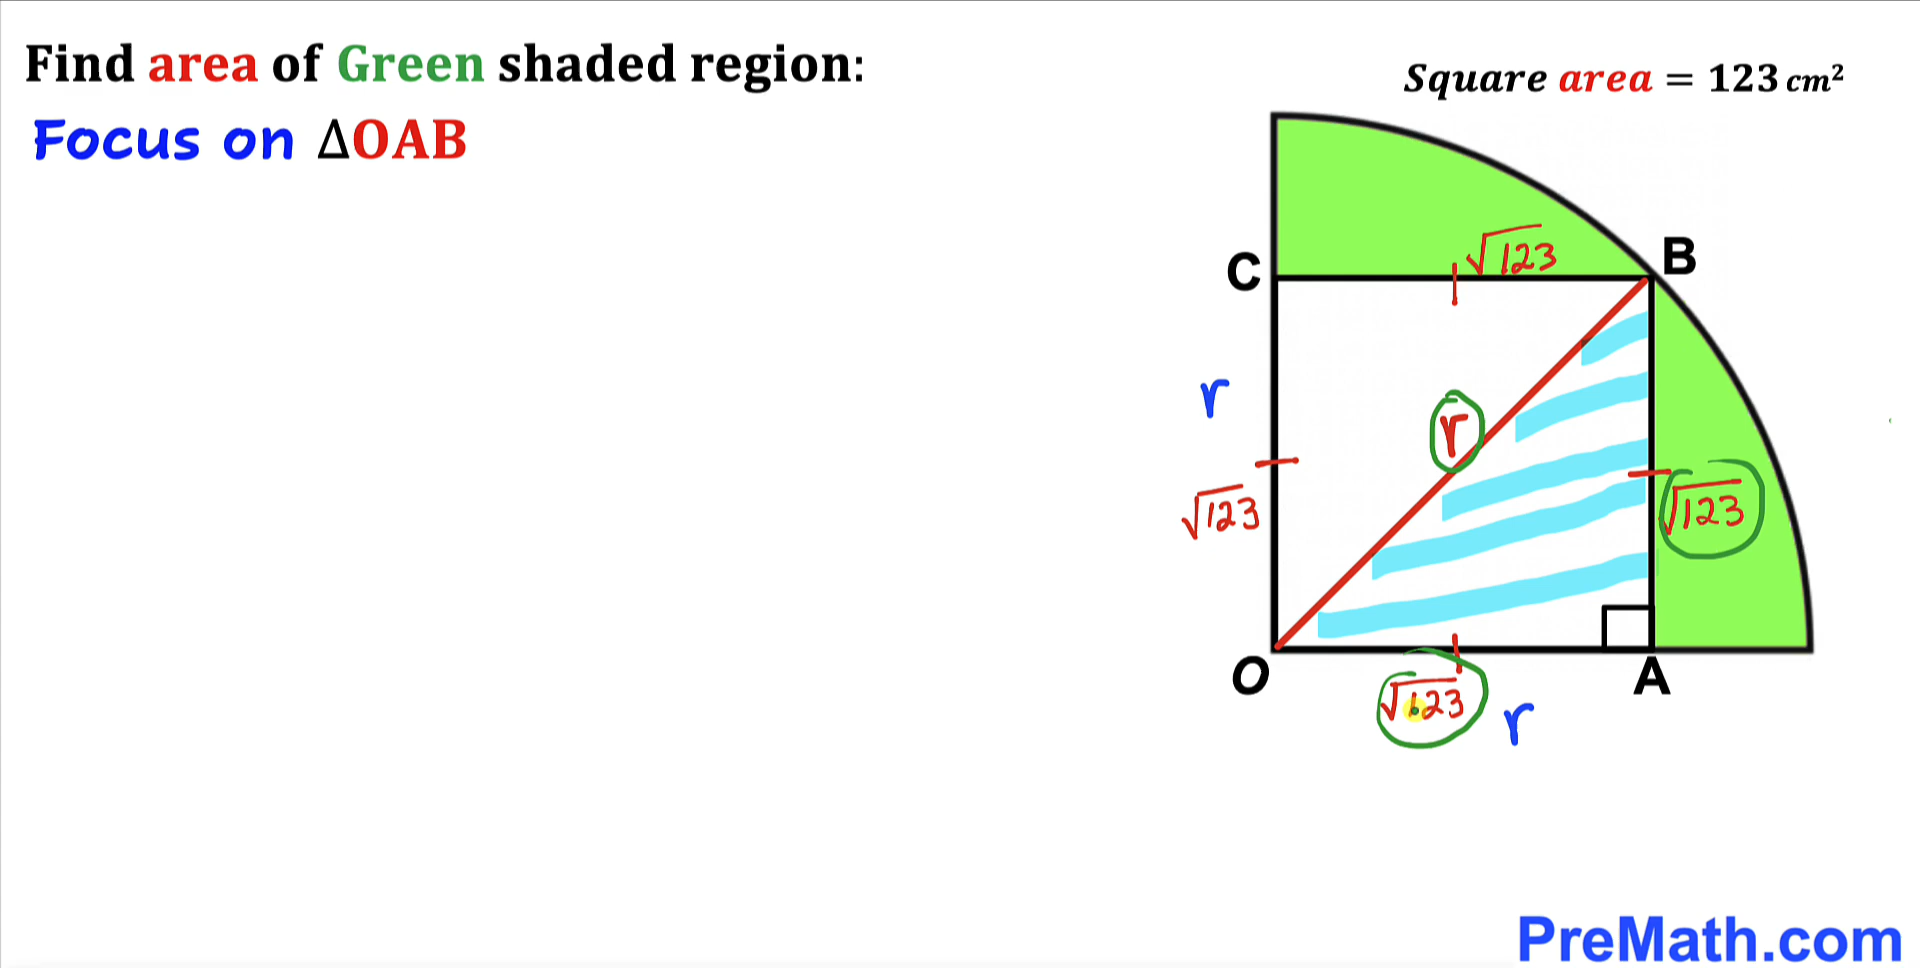 Find area of Green shaded region:
Focus on ΔOAB
Square area = 123 cm²
√123
B
C
r
r
√123
√123
O
A
√123
r
PreMath.com